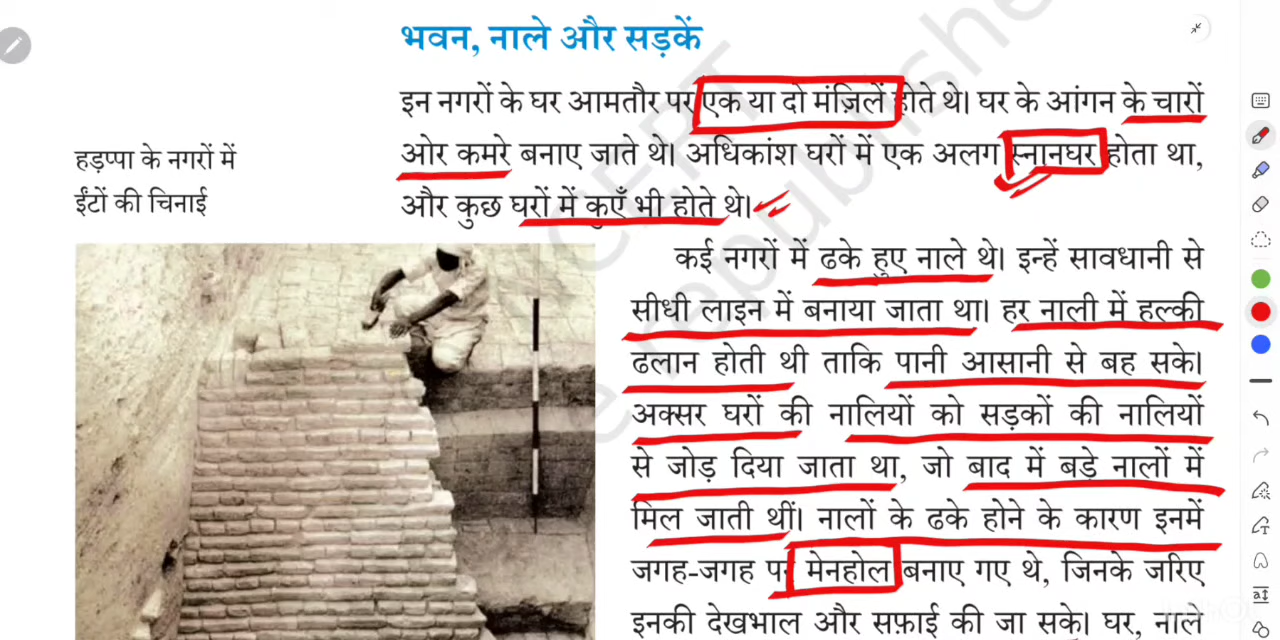 भवन, नाले और सड़कें
इन नगरों के घर आमतौर पर एक या दो मंज़िलें होते थे। घर के आंगन के चारों
ओर कमरे बनाए जाते थे। अधिकांश घरों में एक अलग स्नानघर होता था,
और कुछ घरों में कुएँ भी होते थे।
हड़प्पा के नगरों में
ईंटों की चिनाई
कई नगरों में ढके हुए नाले थे। इन्हें सावधानी से
सीधी लाइन में बनाया जाता था। हर नाली में हल्की
ढलान होती थी ताकि पानी आसानी से बह सके।
अक्सर घरों की नालियों को सड़कों की नालियों
से जोड़ दिया जाता था, जो बाद में बड़े नालों में
मिल जाती थीं। नालों के ढके होने के कारण इनमें
जगह-जगह पर मेनहोल बनाए गए थे, जिनके जरिए
इनकी देखभाल और सफ़ाई की जा सके। घर, नाले
NCERT
republished